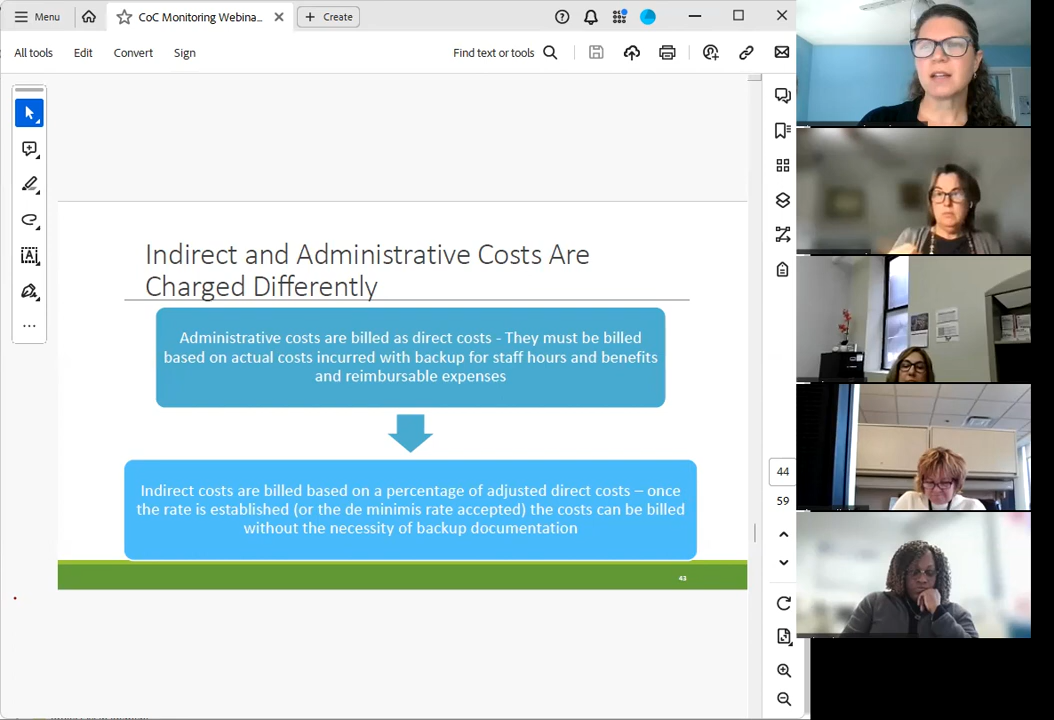 Menu
CoC Monitoring Webina...
Create
All tools
Edit
Convert
Sign
Find text or tools
Indirect and Administrative Costs Are
Charged Differently
Administrative costs are billed as direct costs - They must be billed
based on actual costs incurred with backup for staff hours and benefits
and reimbursable expenses
Indirect costs are billed based on a percentage of adjusted direct costs – once
the rate is established (or the de minimis rate accepted) the costs can be billed
without the necessity of backup documentation
43
44
59